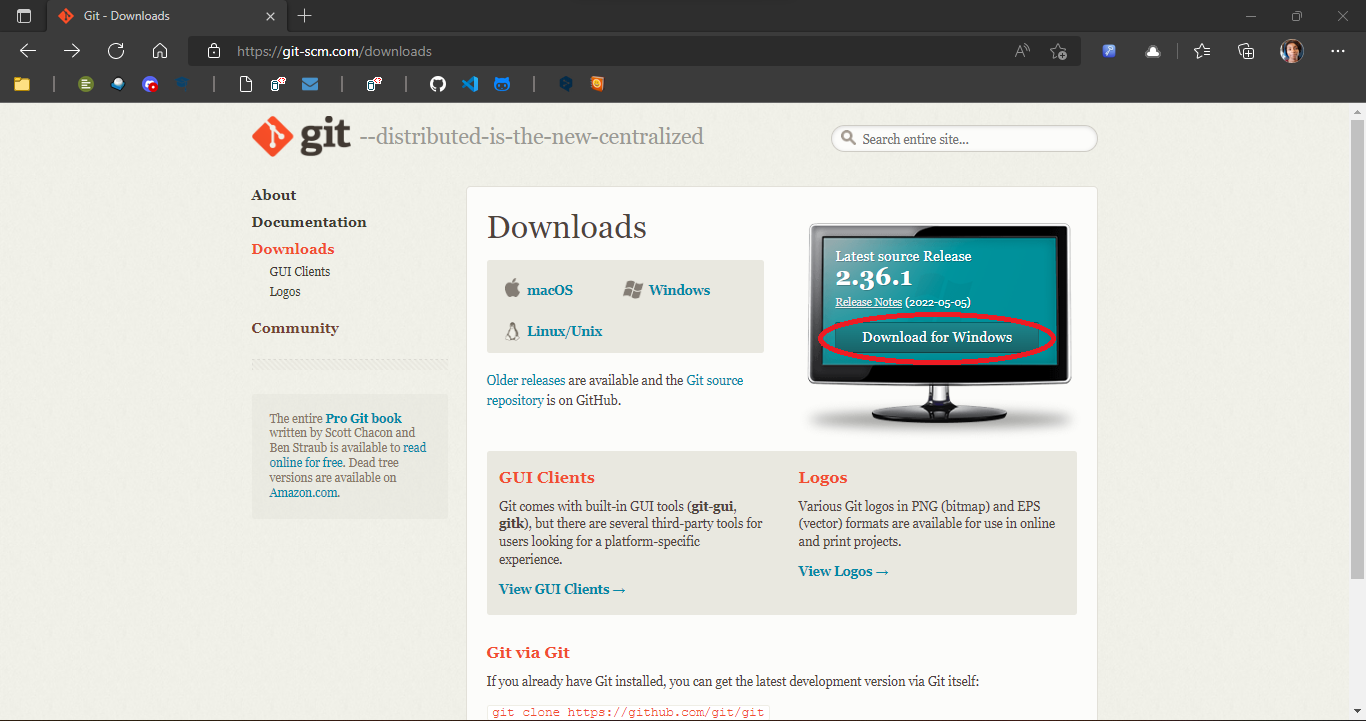 Git - Downloads
https://git-scm.com/downloads
git --distributed-is-the-new-centralized
Search entire site...
About
Documentation
Downloads
GUI Clients
Logos
Community
The entire Pro Git book
written by Scott Chacon and
Ben Straub is available to read
online for free. Dead tree
versions are available on
Amazon.com.
Downloads
macOS
Windows
Linux/Unix
Older releases are available and the Git source
repository is on GitHub.
Latest source Release
2.36.1
Release Notes (2022-05-05)
Download for Windows
GUI Clients
Git comes with built-in GUI tools (git-gui,
gitk), but there are several third-party tools for
users looking for a platform-specific
experience.
View GUI Clients →
Logos
Various Git logos in PNG (bitmap) and EPS
(vector) formats are available for use in online
and print projects.
View Logos →
Git via Git
If you already have Git installed, you can get the latest development version via Git itself:
git clone https://github.com/git/git